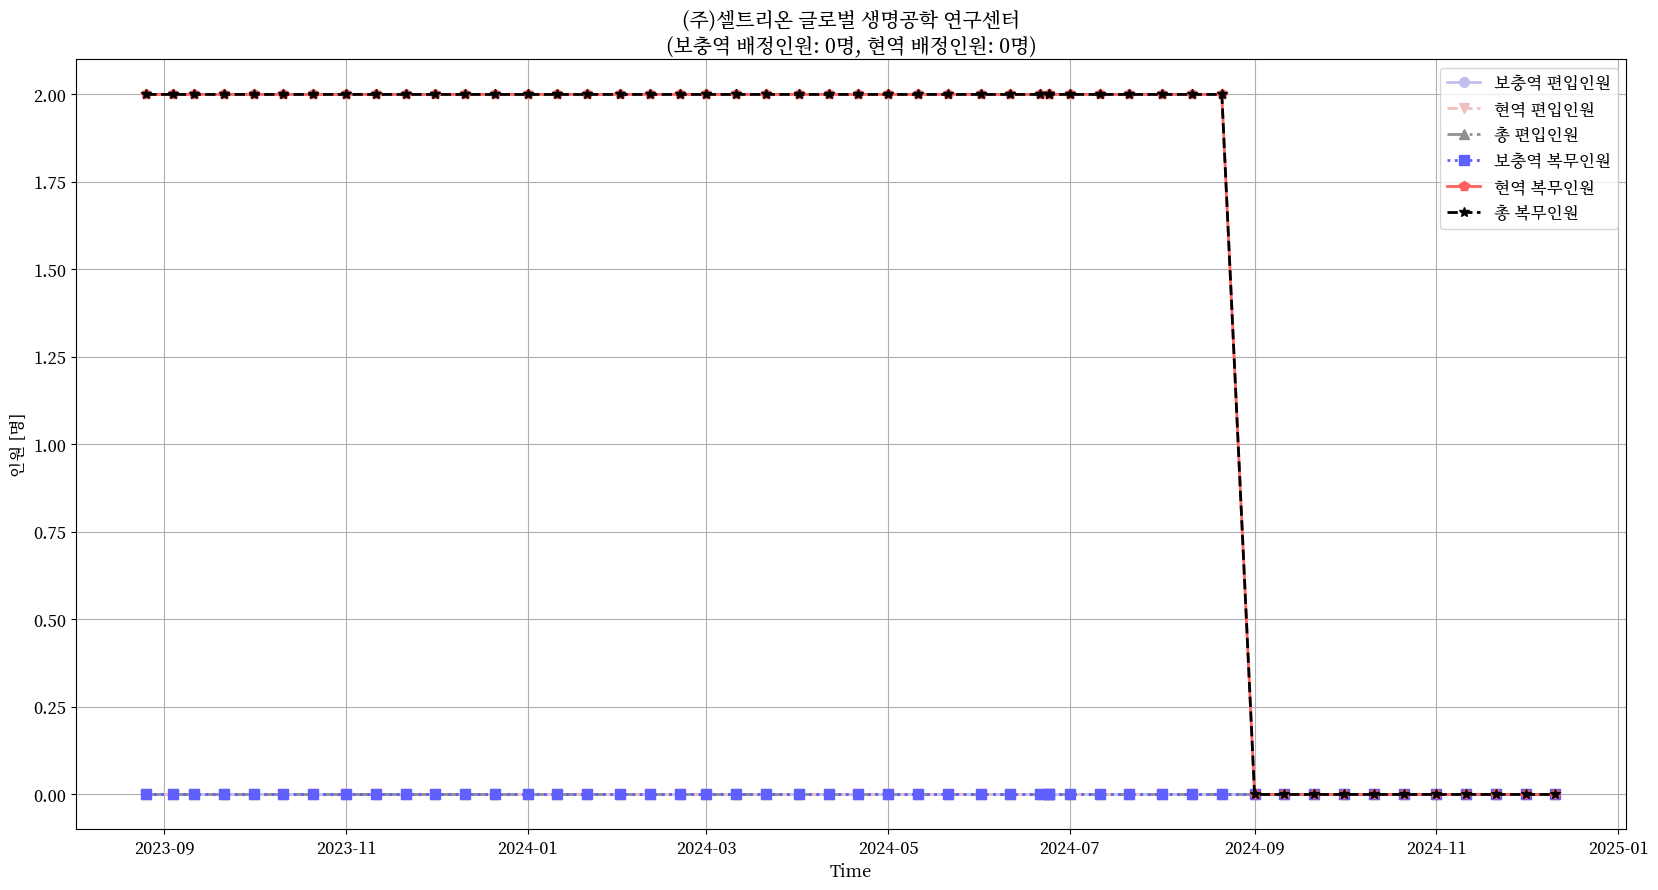 (주)셀트리온 글로벌 생명공학 연구센터
(보충역 배정인원: 0명, 현역 배정인원: 0명)
보충역 편입인원
현역 편입인원
총 편입인원
보충역 복무인원
현역 복무인원
총 복무인원
인원 [명]
2.00
1.75
1.50
1.25
1.00
0.75
0.50
0.25
0.00
2023-09 2023-11 2024-01 2024-03 2024-05 2024-07 2024-09 2024-11 2025-01
Time